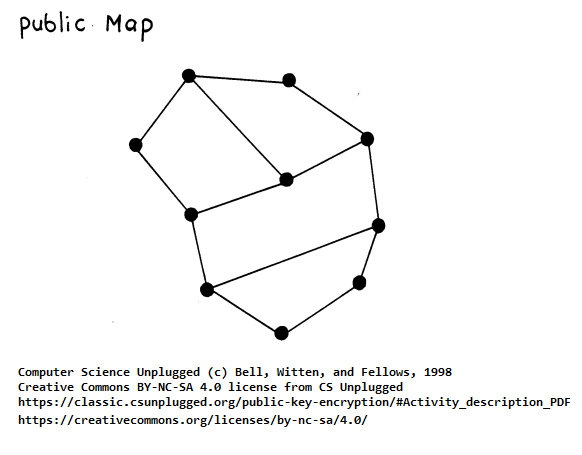 public Map
Computer Science Unplugged (c) Bell, Witten, and Fellows, 1998
Creative Commons BY-NC-SA 4.0 license from CS Unplugged
https://classic.csunplugged.org/public-key-encryption/#Activity_description_PDF
https://creativecommons.org/licenses/by-nc-sa/4.0/